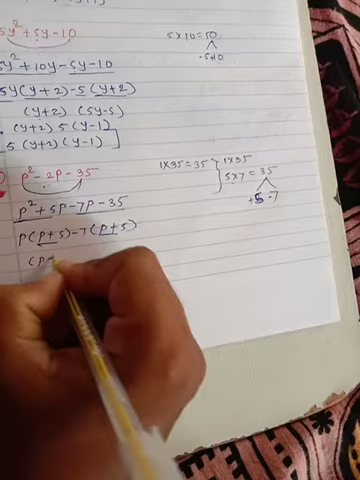 5y² + 5y - 10
5y² + 10y - 5y - 10
5y(y+2) - 5(y+2)
(y+2) (5y-5)
(y+2) 5(y-1)
5(y+2)(y-1)
5 × 10 = 50
-5+10
p² - 2p - 35
p² + 5p - 7p - 35
p(p+5) - 7(p+5)
(p+
1×35 = 35
1×35
5×7 = 35
+5 -7